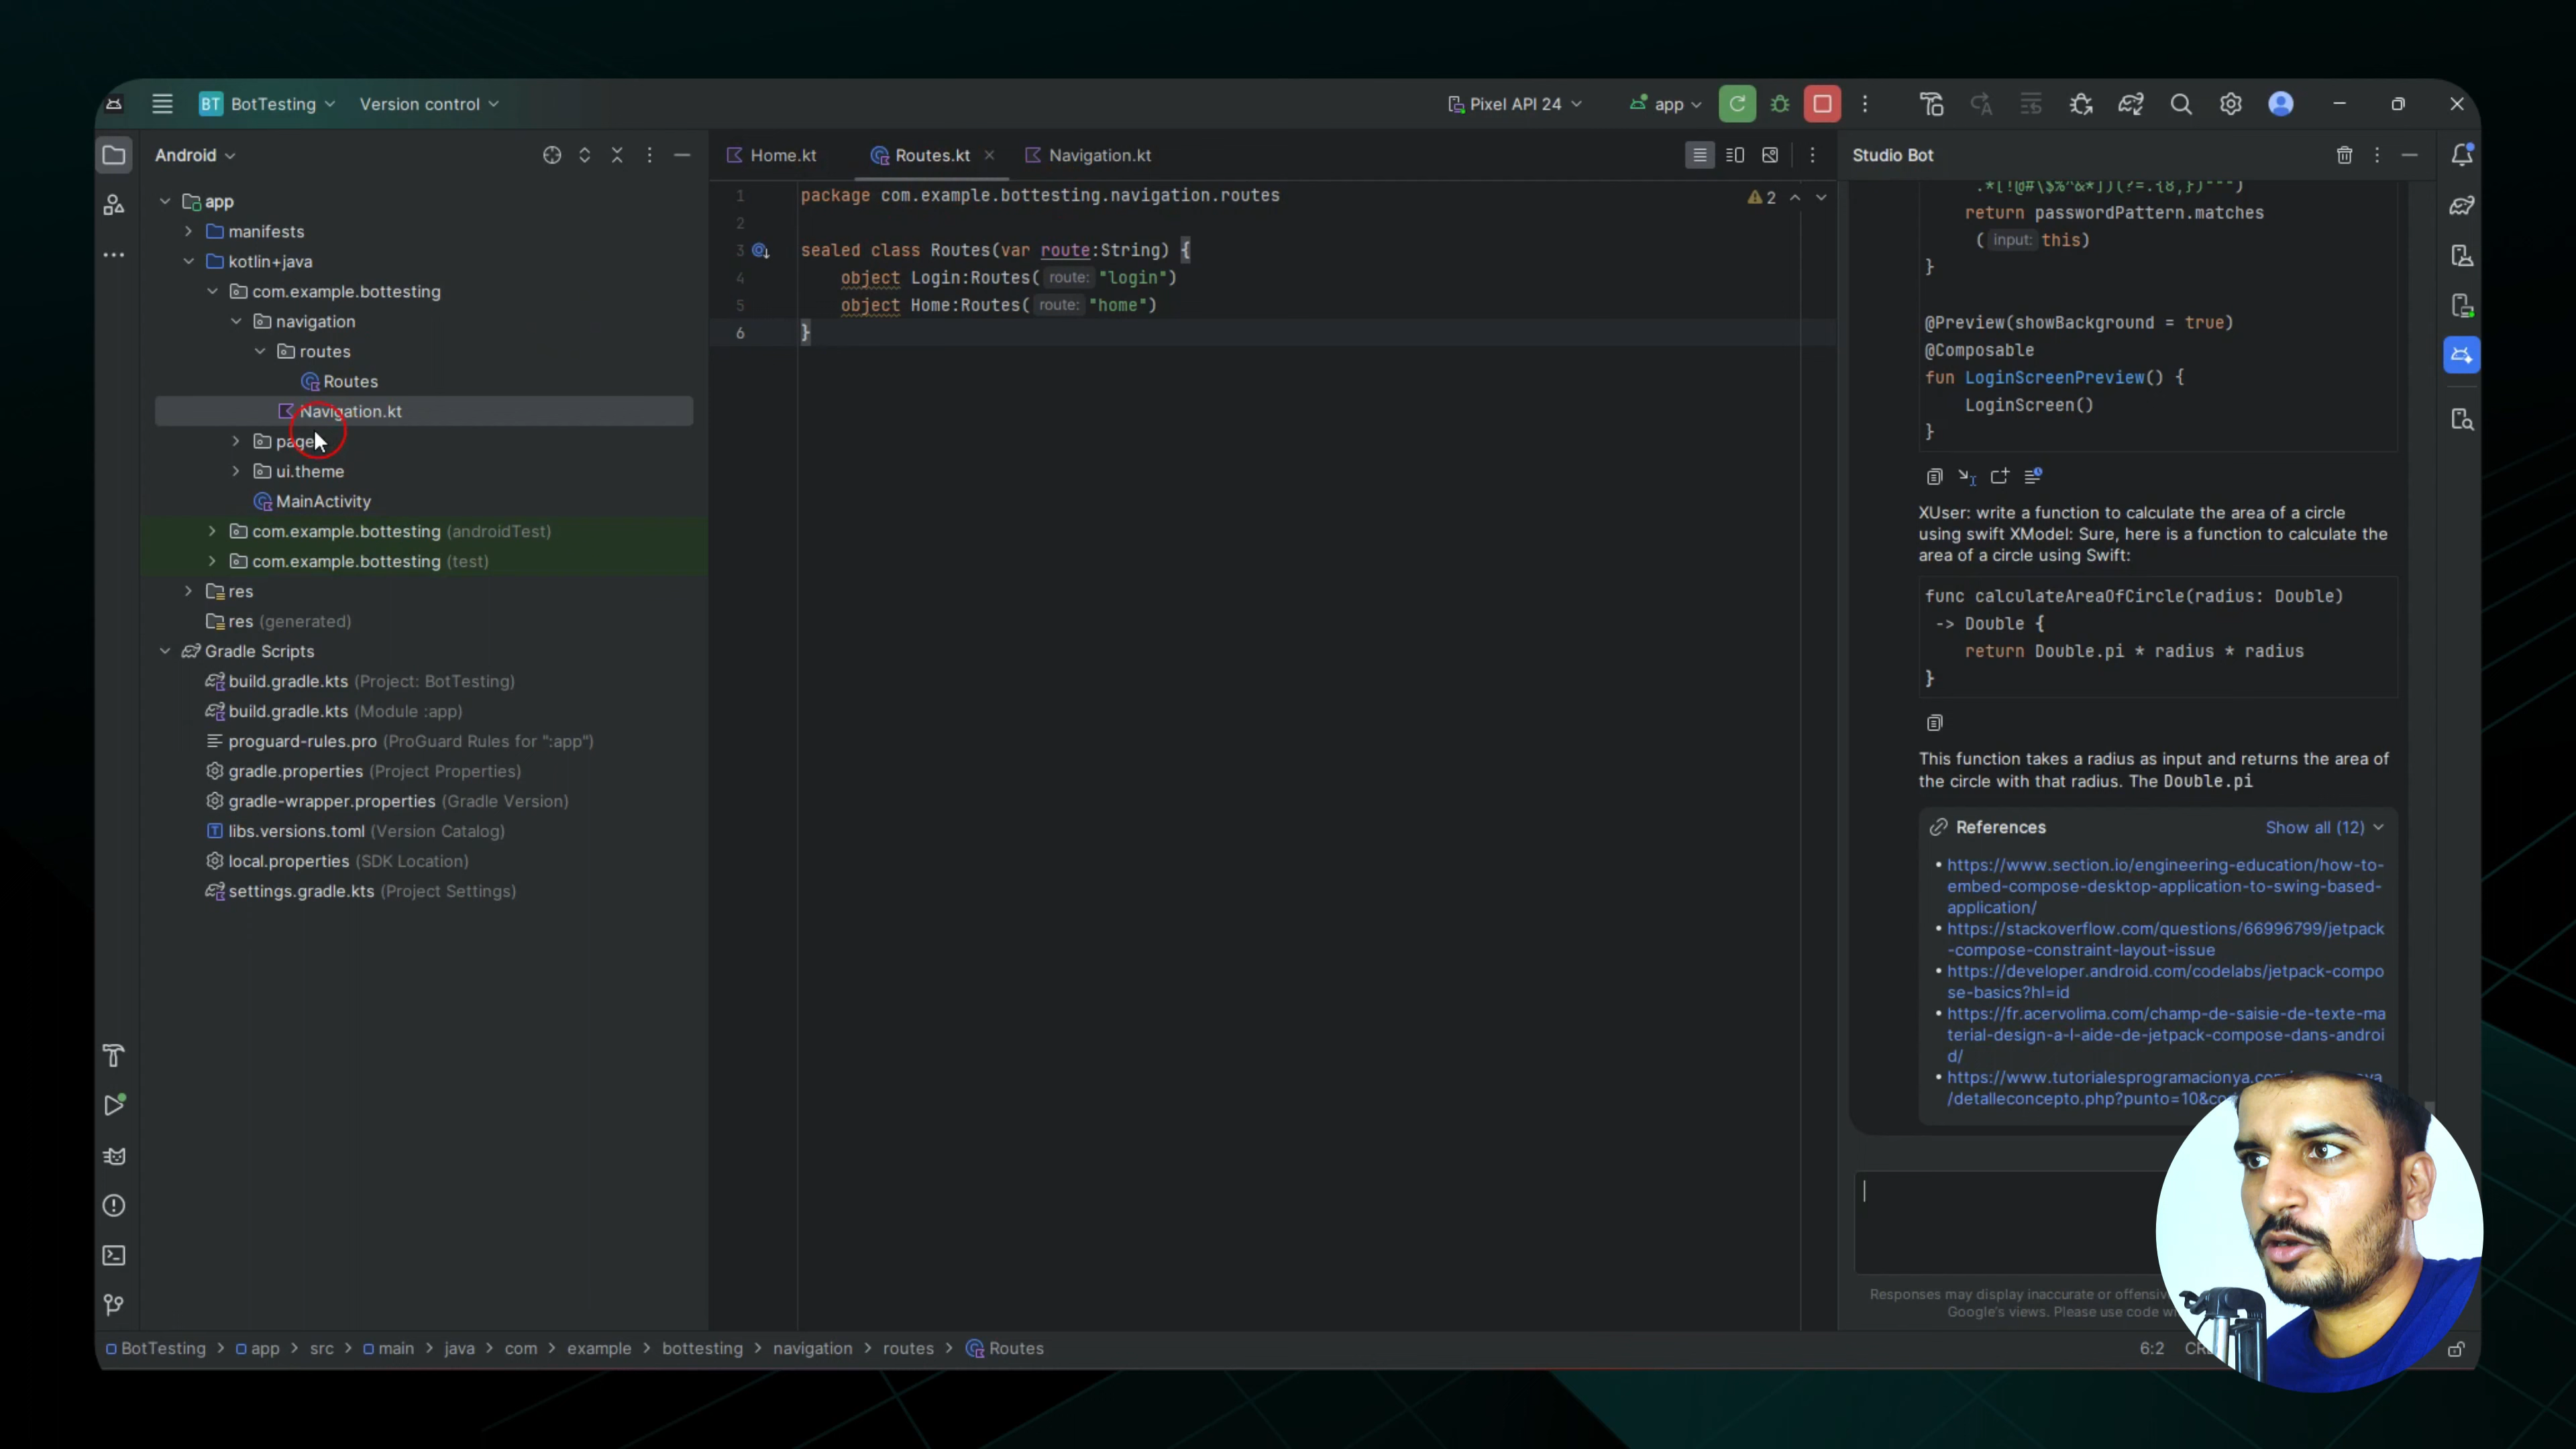 BT BotTesting Version control
Pixel API 24 app
Android
app
manifests
kotlin+java
com.example.bottesting
navigation
routes
Routes
Navigation.kt
ui.theme
MainActivity
com.example.bottesting (androidTest)
com.example.bottesting (test)
res
res (generated)
Gradle Scripts
build.gradle.kts (Project: BotTesting)
build.gradle.kts (Module :app)
proguard-rules.pro (ProGuard Rules for ":app")
gradle.properties (Project Properties)
gradle-wrapper.properties (Gradle Version)
libs.versions.toml (Version Catalog)
local.properties (SDK Location)
settings.gradle.kts (Project Settings)
Home.kt Routes.kt Navigation.kt
2
1 package com.example.bottesting.navigation.routes
2
3 sealed class Routes(var route:String) {
4 object Login:Routes( route: "login")
5 object Home:Routes( route: "home")
6 }
Studio Bot
.*[!@#\$%^&*])(?=.{8,})""")
return passwordPattern.matches
( input: this)
}
@Preview(showBackground = true)
@Composable
fun LoginScreenPreview() {
LoginScreen()
}
XUser: write a function to calculate the area of a circle
using swift XModel: Sure, here is a function to calculate the
area of a circle using Swift:
func calculateAreaOfCircle(radius: Double)
-> Double {
return Double.pi * radius * radius
}
This function takes a radius as input and returns the area of
the circle with that radius. The Double.pi
References Show all (12)
• https://www.section.io/engineering-education/how-to-
embed-compose-desktop-application-to-swing-based-
application/
• https://stackoverflow.com/questions/66996799/jetpack
-compose-constraint-layout-issue
• https://developer.android.com/codelabs/jetpack-compo
se-basics?hl=id
• https://fr.acervolima.com/champ-de-saisie-de-texte-ma
terial-design-a-l-aide-de-jetpack-compose-dans-androi
d/
• https://www.tutorialesprogramacionya.
/detalleconcepto.php?punto=10&co
Responses may display inaccurate or
Google's views. Please use code
BotTesting > app > src > main > java > com > example > bottesting > navigation > routes > Routes
6:2